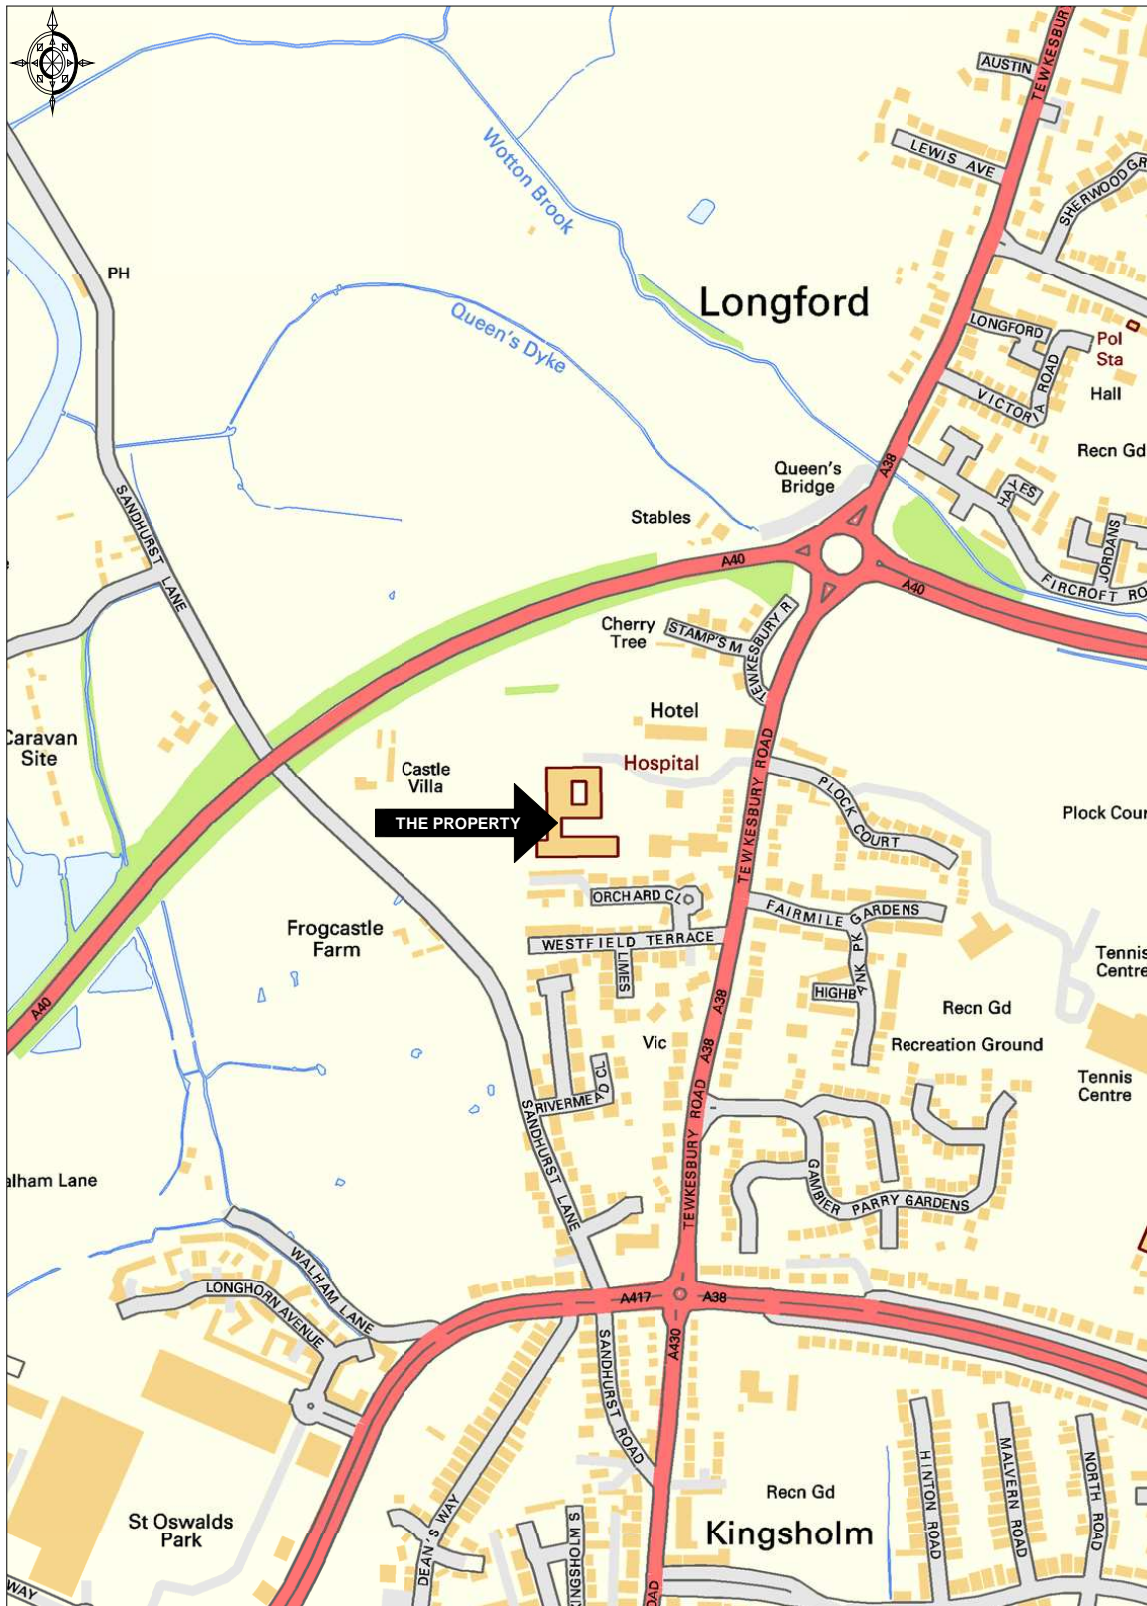 TEWKESBURY
AUSTIN
LEWIS AVE
SHERWOOD GR
Wotton Brook
PH
Longford
Queen's Dyke
LONGFORD
Pol
Sta
VICTORIA ROAD
Hall
Recn Gd
A38
Queen's
Bridge
HAYES
Stables
JORDANS
SANDHURST LANE
A40
A40
FIRCROFT RO
Cherry
Tree
STAMP'S M
TEWKESBURY R
Hotel
Caravan
Site
Hospital
TEWKESBURY ROAD
Castle
Villa
PLOCK COURT
Plock Cour
THE PROPERTY
ORCHARD CL
FAIRMILE GARDENS
Frogcastle
Farm
WESTFIELD TERRACE
LIMES
Tennis
Centre
HIGHBANK PK
A40
A38
Recn Gd
Vic
A38
Recreation Ground
RIVERMEAD CL
Tennis
Centre
SANDHURST LANE
TEWKESBURY ROAD
alham Lane
GAMBIER PARRY GARDENS
WALHAM LANE
LONGHORN AVENUE
A417
A38
A430
SANDHURST ROAD
HINTON ROAD
MALVERN ROAD
NORTH ROAD
Recn Gd
St Oswalds
Park
Kingsholm
DEAN'S WAY
KINGSHOLM S
WAY
OAD